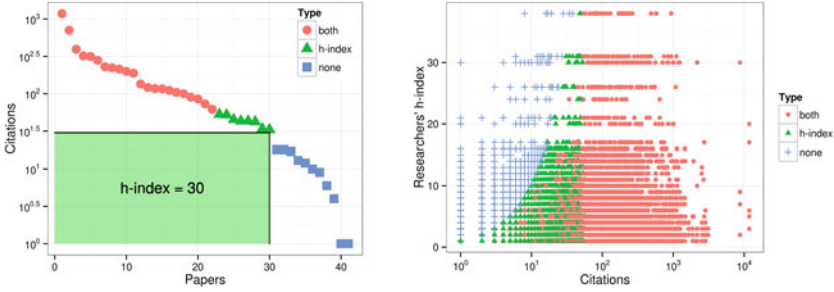 10^3
10^2.5
10^2
10^1.5
10^1
10^0.5
10^0
Citations
0
10
20
30
40
Papers
h-index = 30
Type
both
h-index
none
Researchers' h-index
30
20
10
0
10^0
10^1
10^2
10^3
10^4
Citations
Type
both
h-index
none